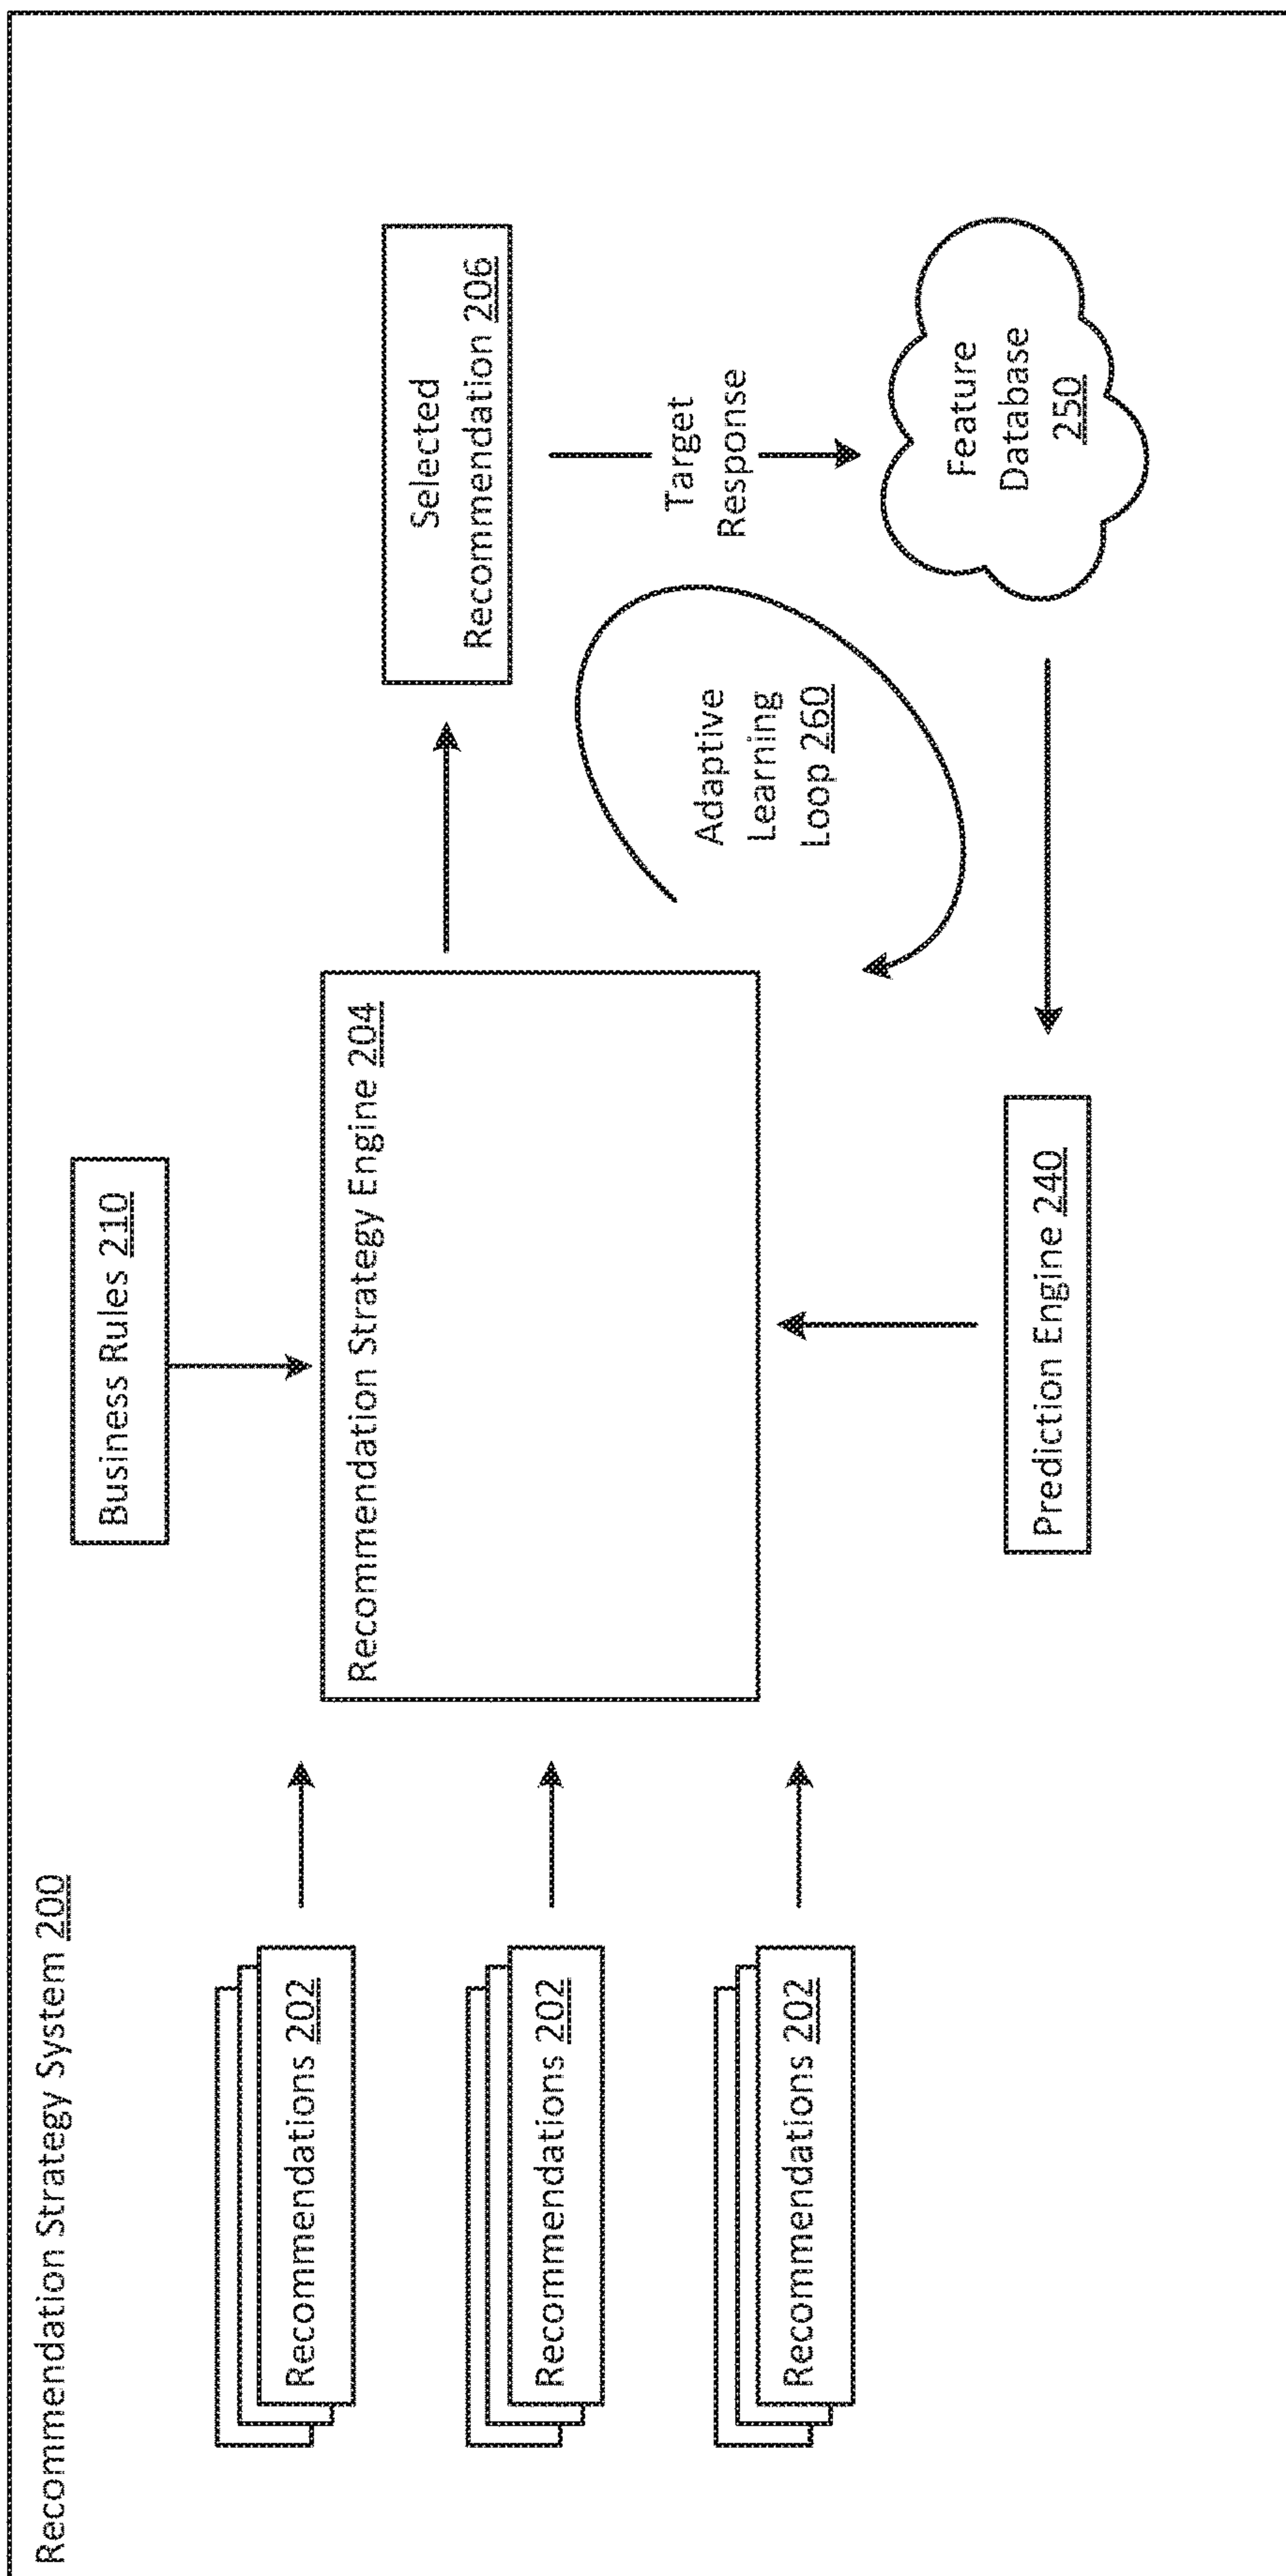 Recommendation Strategy System 200
Business Rules 210
Recommendations 202
Recommendations 202
Recommendations 202
Recommendation Strategy Engine 204
Selected
Recommendation 206
Target
Response
Adaptive
Learning
Loop 260
Feature
Database
250
Prediction Engine 240